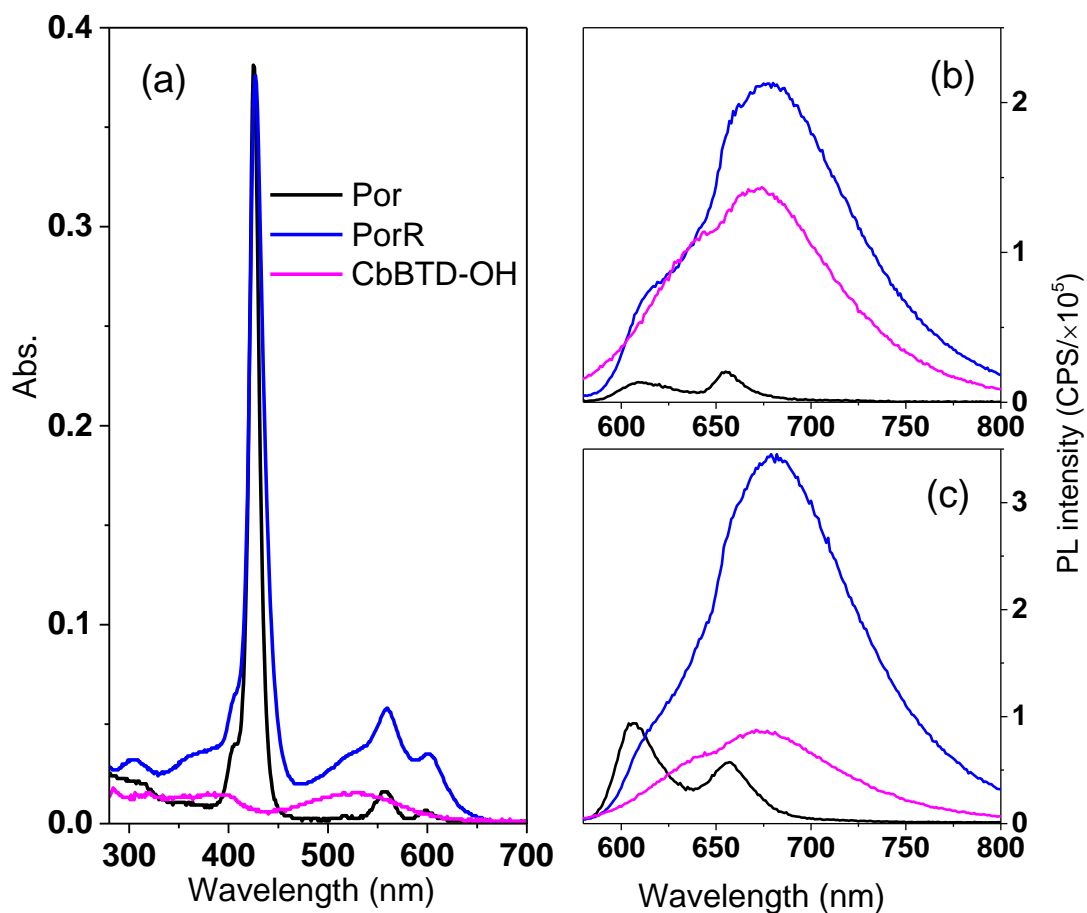 (a)
Por
PorR
CbBTD-OH
0.4
0.3
0.2
0.1
0.0
Abs.
300 400 500 600 700
Wavelength (nm)
(b)
2
1
0
600 650 700 750 800
(c)
3
2
1
0
600 650 700 750 800
Wavelength (nm)
PL intensity (CPS/×10⁵)